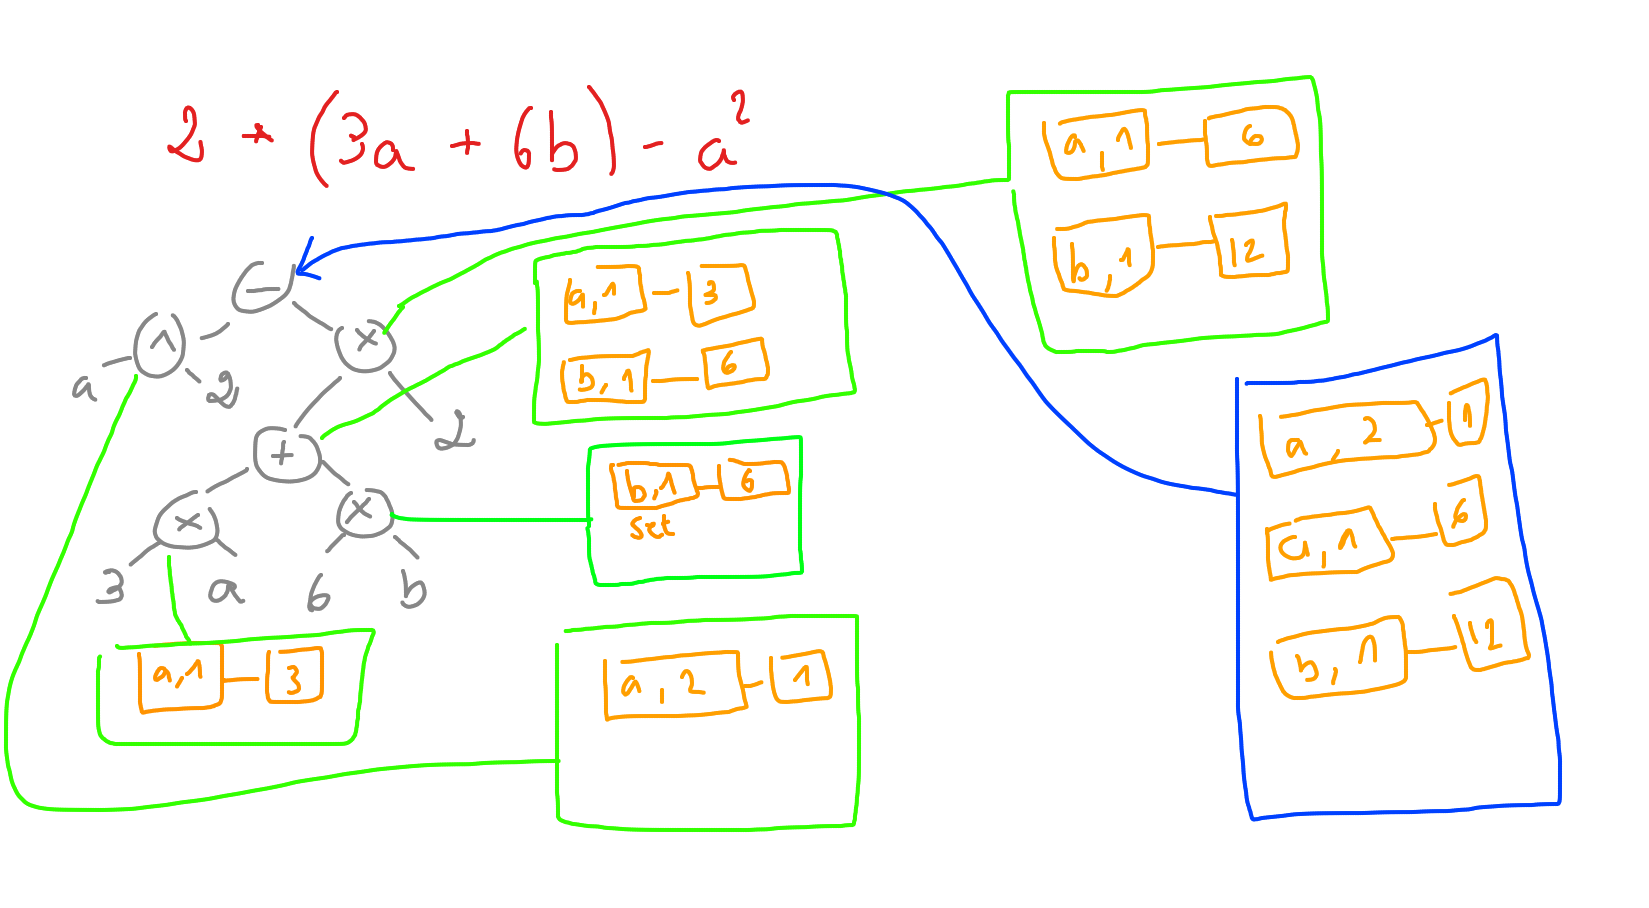 2 * (3a + 6b) - a²
−
^
×
a
2
+
2
×
×
3
a
6
b
a,1 — 6
b,1 — 12
a,1 — 3
b,1 — 6
b,1 — 6
set
a,1 — 3
a,2 — 1
a,2 - 1
a,1 — 6
b,1 — 12